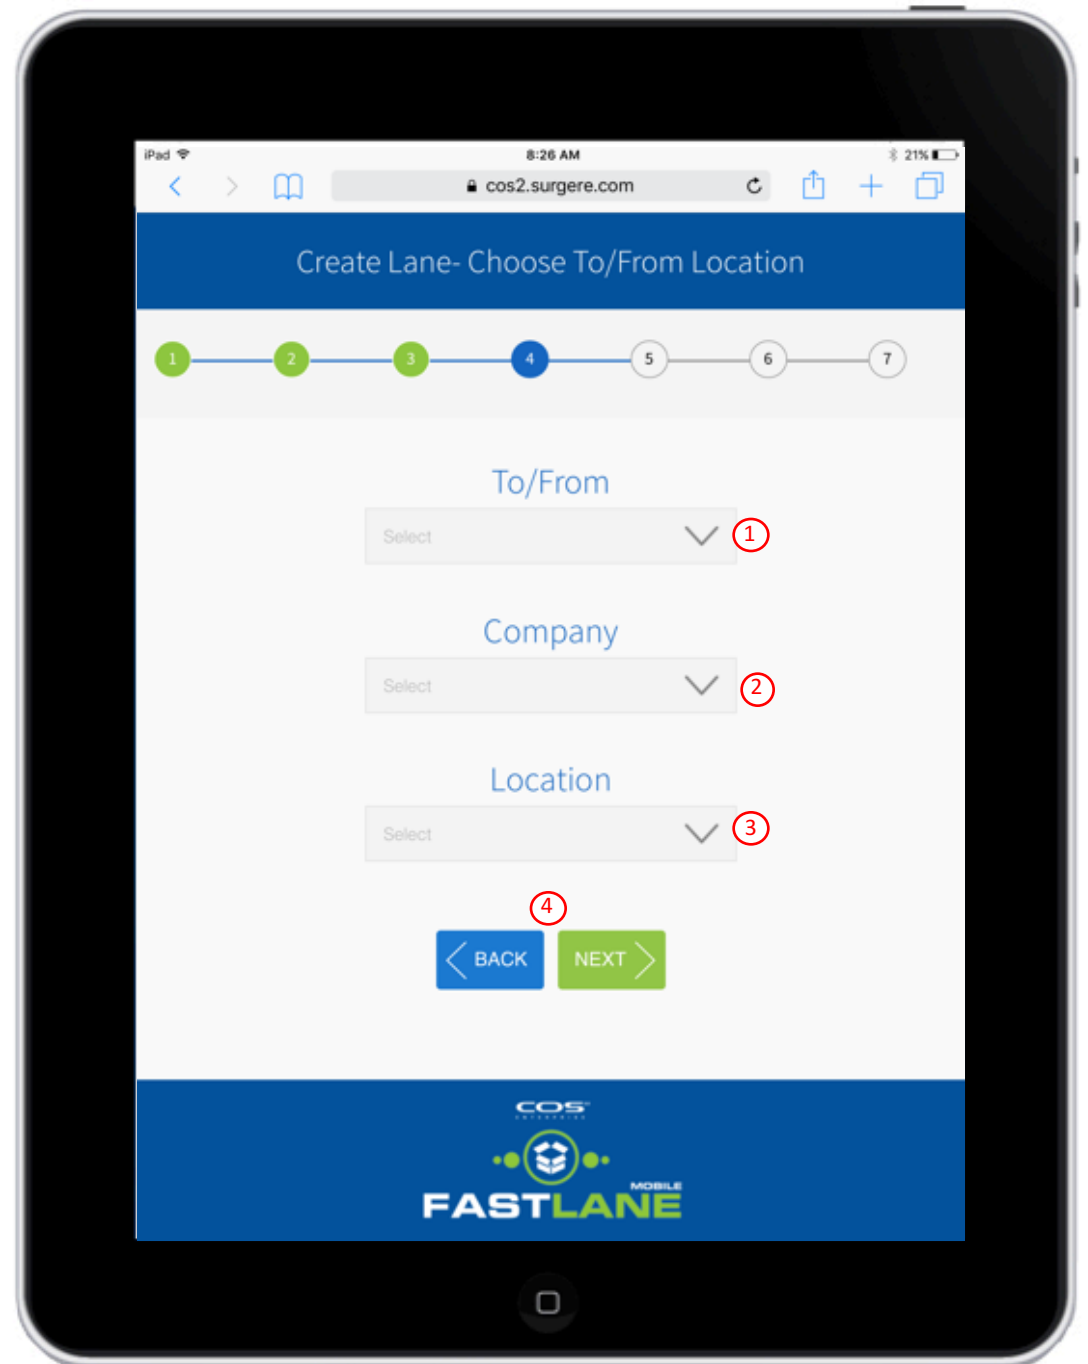 iPad 8:26 AM 21%
cos2.surgere.com
Create Lane- Choose To/From Location
1 2 3 4 5 6 7
To/From
Select 1
Company
Select 2
Location
Select 3
4
BACK NEXT
COS
MOBILE
FASTLANE